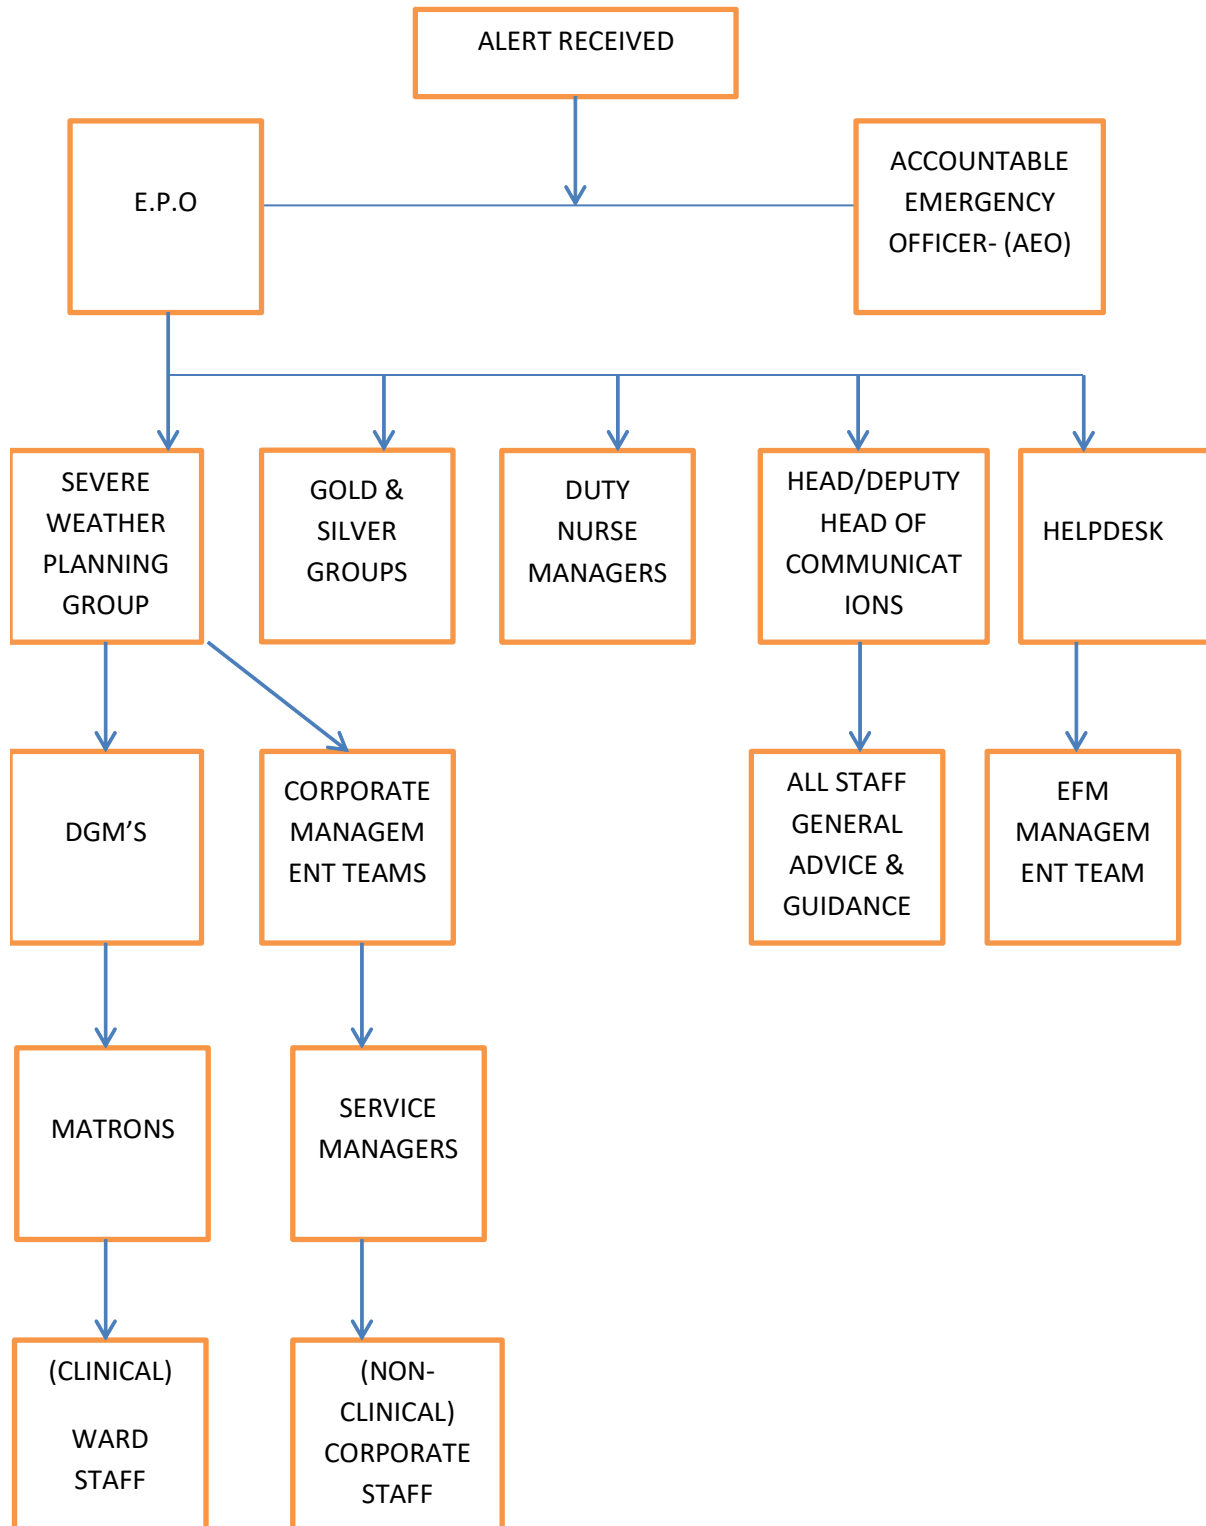 ALERT RECEIVED
E.P.O
ACCOUNTABLE
EMERGENCY
OFFICER- (AEO)
SEVERE
WEATHER
PLANNING
GROUP
GOLD &
SILVER
GROUPS
DUTY
NURSE
MANAGERS
HEAD/DEPUTY
HEAD OF
COMMUNICAT
IONS
HELPDESK
DGM’S
CORPORATE
MANAGEM
ENT TEAMS
ALL STAFF
GENERAL
ADVICE &
GUIDANCE
EFM
MANAGEM
ENT TEAM
MATRONS
SERVICE
MANAGERS
(CLINICAL)
WARD
STAFF
(NON-
CLINICAL)
CORPORATE
STAFF